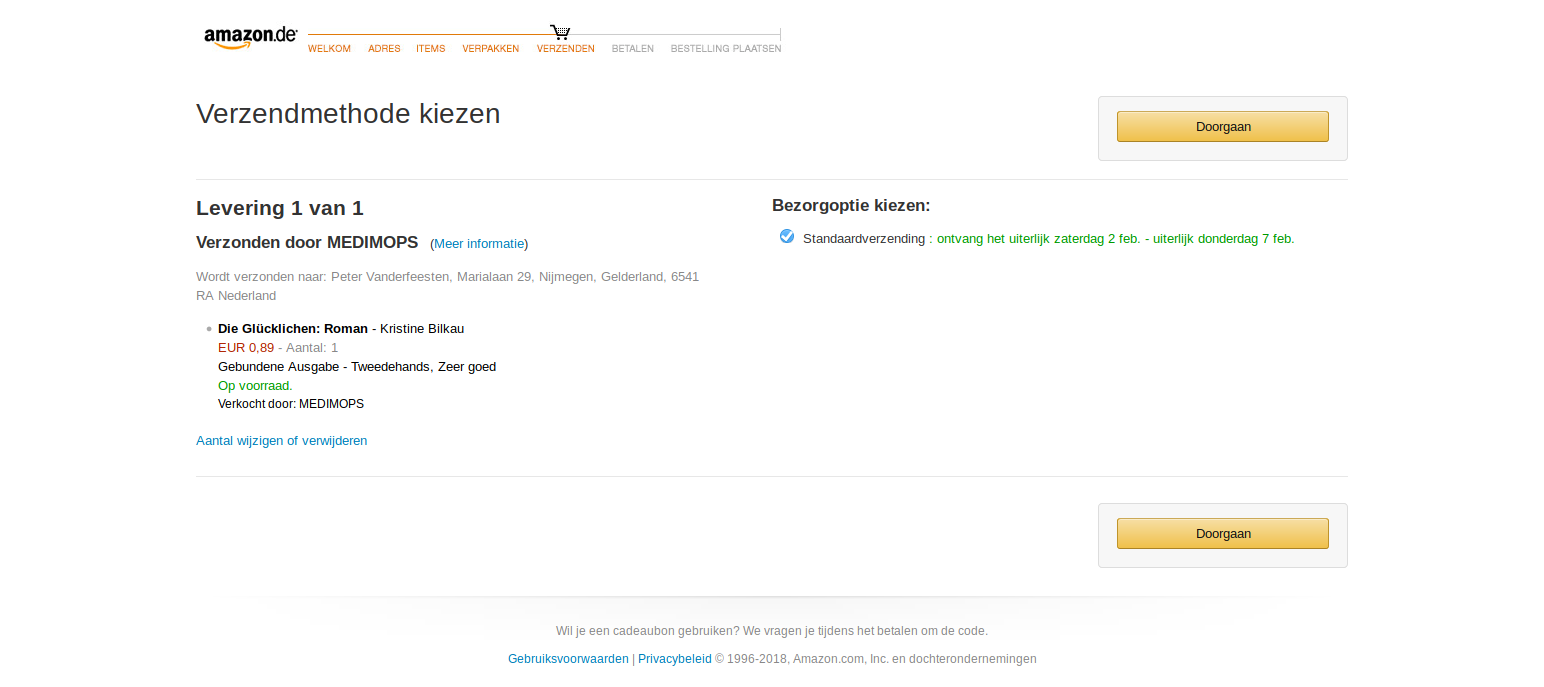 amazon.de
WELKOM ADRES ITEMS VERPAKKEN VERZENDEN BETALEN BESTELLING PLAATSEN
Verzendmethode kiezen
Doorgaan
Levering 1 van 1
Verzonden door MEDIMOPS (Meer informatie)
Wordt verzonden naar: Peter Vanderfeesten, Marialaan 29, Nijmegen, Gelderland, 6541
RA Nederland
Die Glücklichen: Roman - Kristine Bilkau
EUR 0,89 - Aantal: 1
Gebundene Ausgabe - Tweedehands, Zeer goed
Op voorraad.
Verkocht door: MEDIMOPS
Aantal wijzigen of verwijderen
Bezorgoptie kiezen:
Standaardverzending : ontvang het uiterlijk zaterdag 2 feb. - uiterlijk donderdag 7 feb.
Doorgaan
Wil je een cadeaubon gebruiken? We vragen je tijdens het betalen om de code.
Gebruiksvoorwaarden | Privacybeleid © 1996-2018, Amazon.com, Inc. en dochterondernemingen